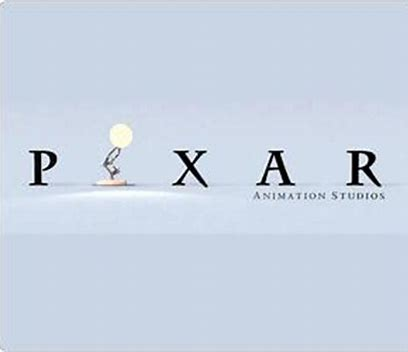 P X A R
ANIMATION STUDIOS